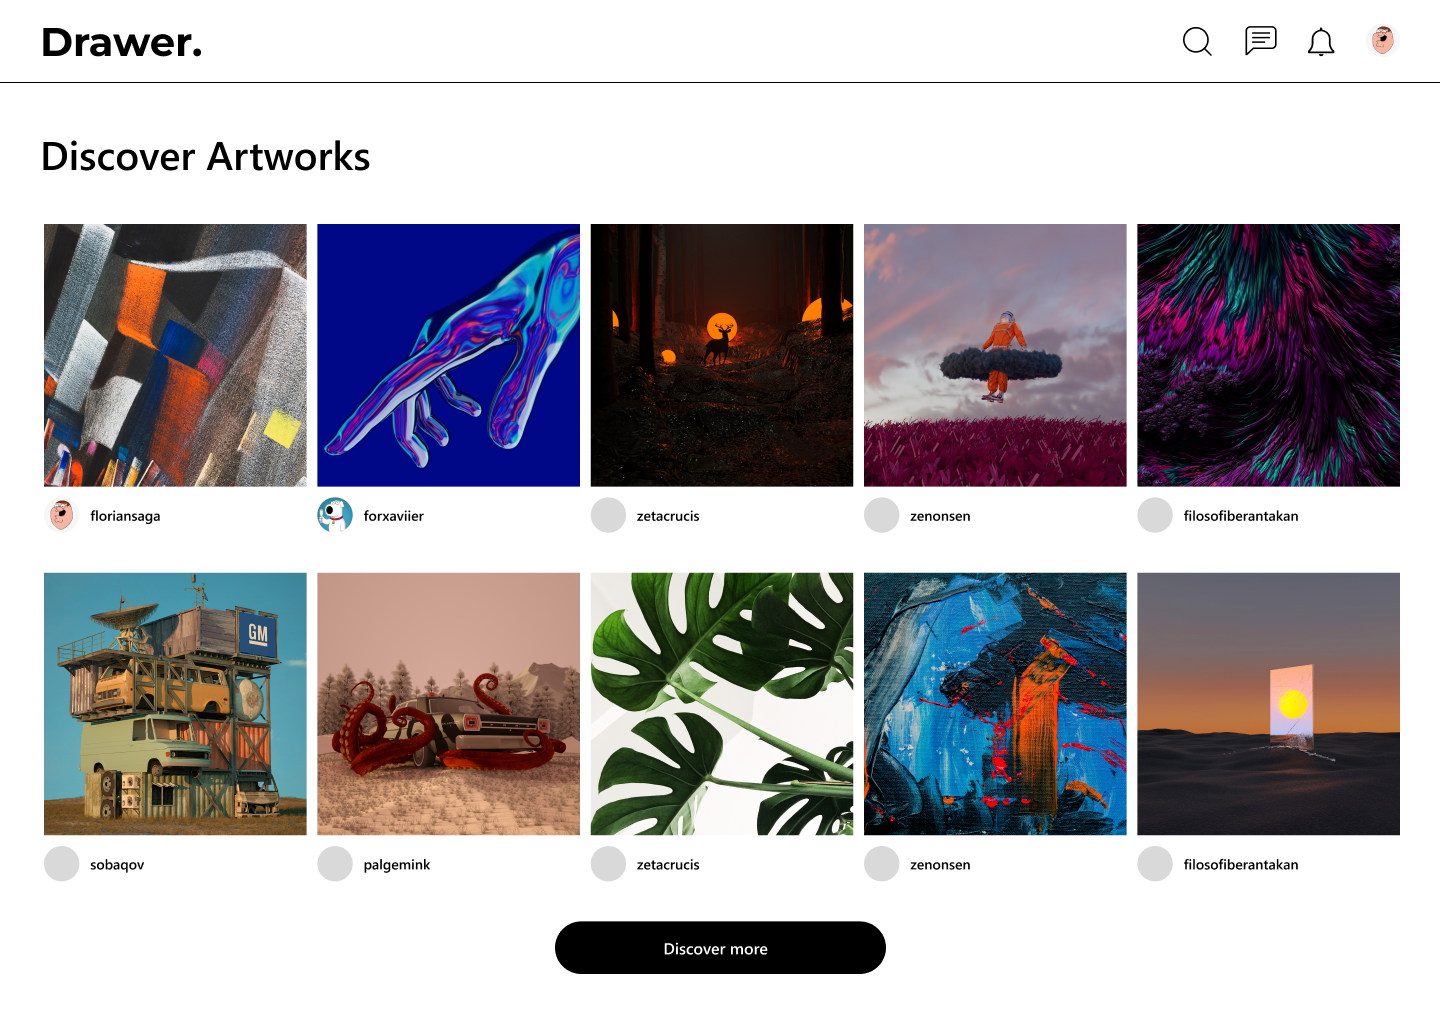 Drawer.
Discover Artworks
floriansaga
forxaviier
zetacrucis
zenonsen
filosofiberantakan
GM
sobaqov
palgemink
zetacrucis
zenonsen
filosofiberantakan
Discover more